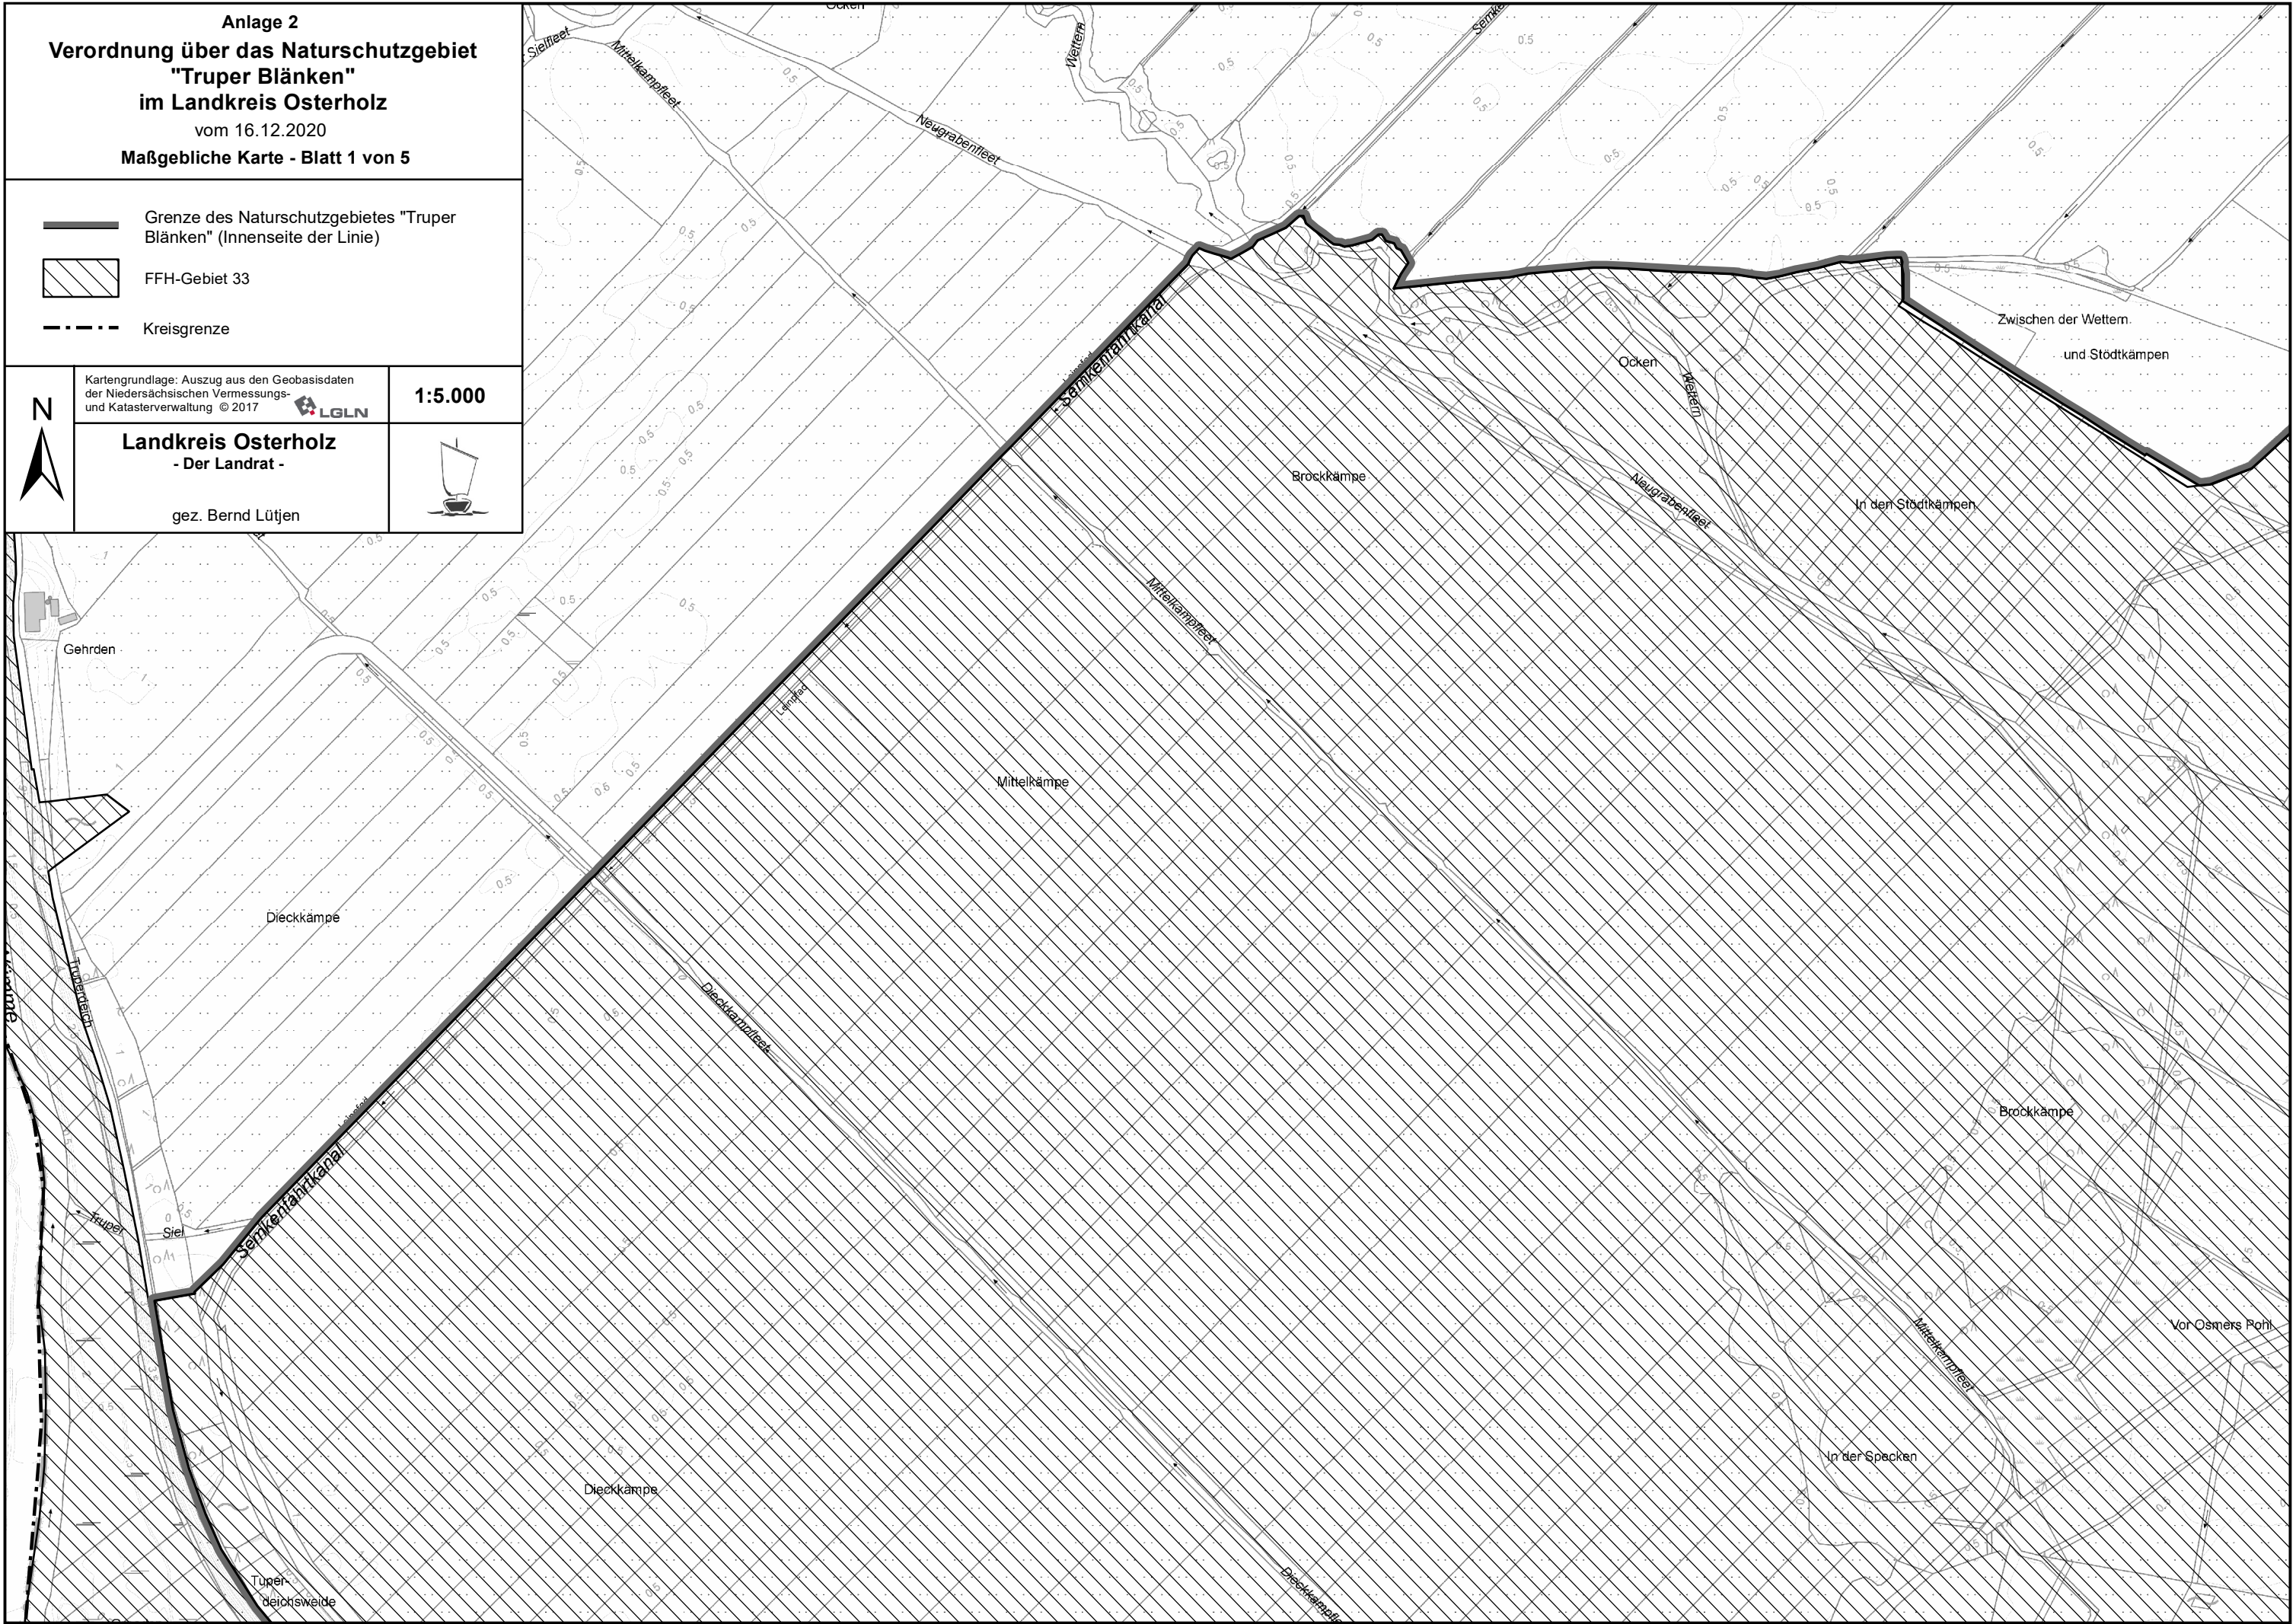 Anlage 2
Verordnung über das Naturschutzgebiet
"Truper Blänken"
im Landkreis Osterholz
vom 16.12.2020
Maßgebliche Karte - Blatt 1 von 5
Grenze des Naturschutzgebietes "Truper
Blänken" (Innenseite der Linie)
FFH-Gebiet 33
Kreisgrenze
N
Kartengrundlage: Auszug aus den Geobasisdaten
der Niedersächsischen Vermessungs-
und Katasterverwaltung © 2017
LGLN
1:5.000
Landkreis Osterholz
- Der Landrat -
gez. Bernd Lütjen
Sielfleet
Mittelkampfleet
Ocken
Neugrabenfleet
Wettern
Zwischen der Wettern
und Stödtkämpen
Semkenfahrtkanal
Ocken
Wettern
Brockkämpe
Neugrabenfleet
In den Stödtkämpen
Mittelkampfleet
Gehrden
Leinpfad
Mittelkämpe
Dieckkämpe
Truperdeich
Dieckkampfleet
Brockkämpe
Leinpfad
Semkenfahrtkanal
Truper
Siel
Mittelkampfleet
Vor Osmers Pohl
In der Specken
Dieckkämpe
Tuper-
deichsweide